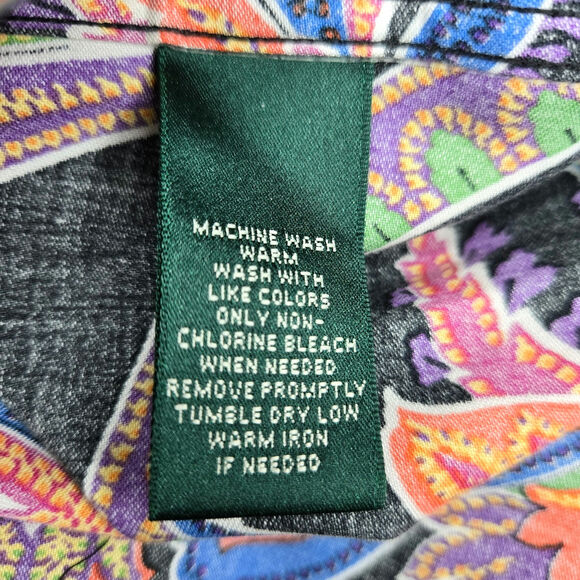 MACHINE WASH
WARM
WASH WITH
LIKE COLORS
ONLY NON-
CHLORINE BLEACH
WHEN NEEDED
REMOVE PROMPTLY
TUMBLE DRY LOW
WARM IRON
IF NEEDED